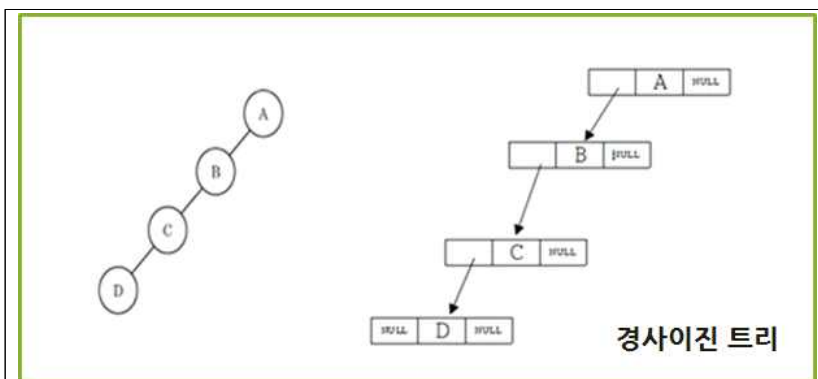 A
B
C
D
A NULL
B NULL
C NULL
NULL D NULL
경사이진 트리